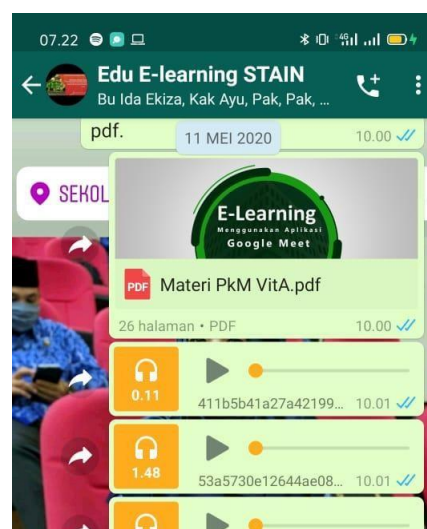 07.22
Edu E-learning STAIN
Bu Ida Ekiza, Kak Ayu, Pak, Pak, ...
pdf.
10.00
11 MEI 2020
SEKOL
E-Learning
Menggunakan Aplikasi
Google Meet
PDF Materi PkM VitA.pdf
26 halaman • PDF 10.00
0.11
411b5b41a27a42199... 10.01
1.48
53a5730e12644ae08... 10.01